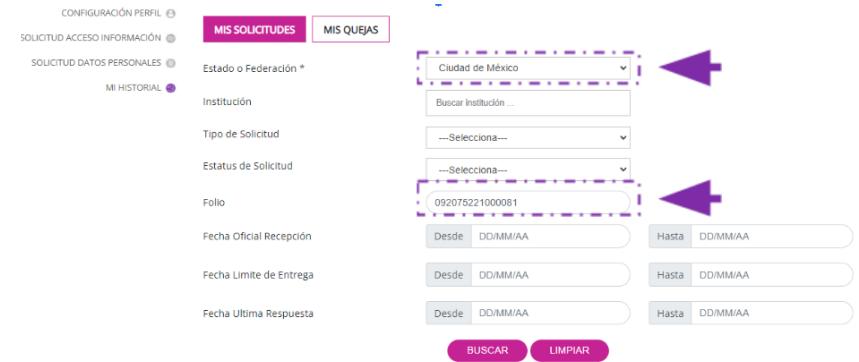 CONFIGURACIÓN PERFIL
SOLICITUD ACCESO INFORMACIÓN
SOLICITUD DATOS PERSONALES
MI HISTORIAL
MIS SOLICITUDES MIS QUEJAS
Estado o Federación * Ciudad de México
Institución Buscar Institución ...
Tipo de Solicitud ---Selecciona---
Estatus de Solicitud ---Selecciona---
Folio 092075221000081
Fecha Oficial Recepción Desde DD/MM/AA Hasta DD/MM/AA
Fecha Limite de Entrega Desde DD/MM/AA Hasta DD/MM/AA
Fecha Ultima Respuesta Desde DD/MM/AA Hasta DD/MM/AA
BUSCAR LIMPIAR